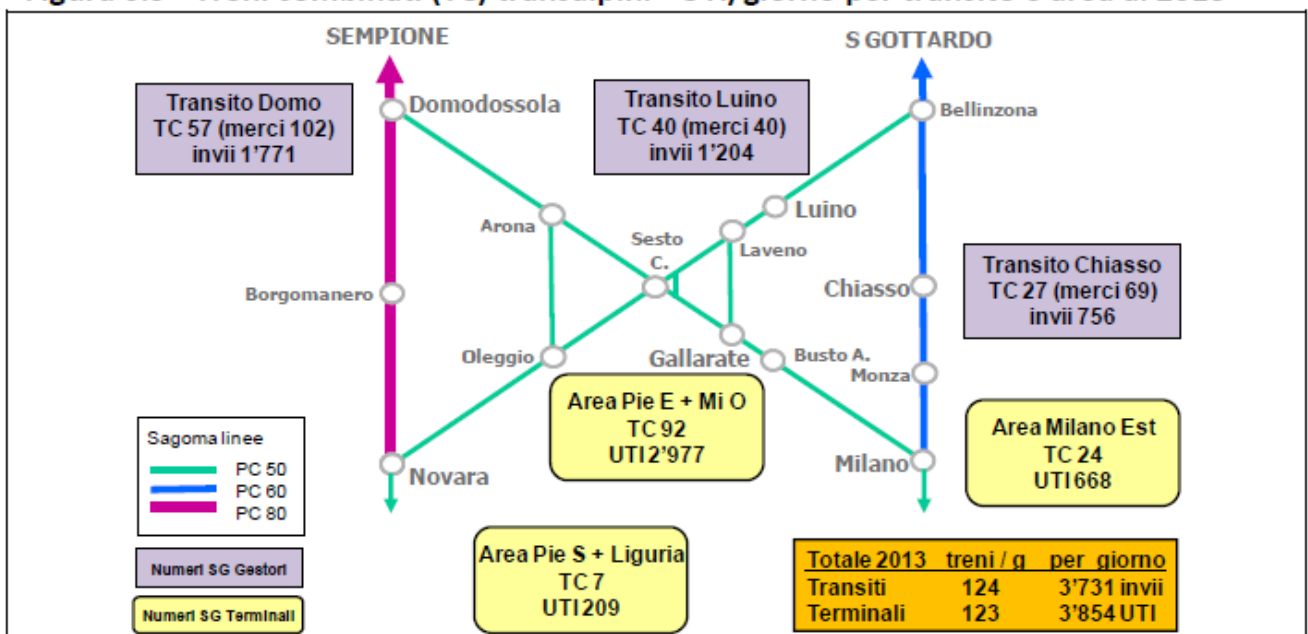 SEMPIONE
S GOTTARDO
Transito Domo
TC 57 (merci 102)
invii 1'771
Domodossola
Transito Luino
TC 40 (merci 40)
invii 1'204
Bellinzona
Arona
Luino
Sesto
C.
Laveno
Borgomanero
Chiasso
Transito Chiasso
TC 27 (merci 69)
invii 756
Oleggio
Gallarate
Busto A.
Monza
Area Pie E + Mi O
TC 92
UTI 2'977
Area Milano Est
TC 24
UTI 668
Sagoma linee
PC 50
PC 60
PC 80
Novara
Milano
Numeri SG Gestori
Numeri SG Terminali
Area Pie S + Liguria
TC 7
UTI 209
Totale 2013 treni / g per giorno
Transiti 124 3'731 invii
Terminali 123 3'854 UTI